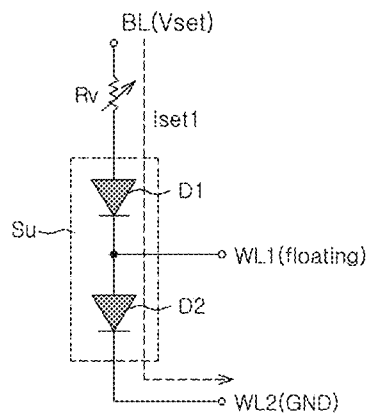 BL(Vset)
Rv
iset1
D1
Su
WL1(floating)
D2
WL2(GND)